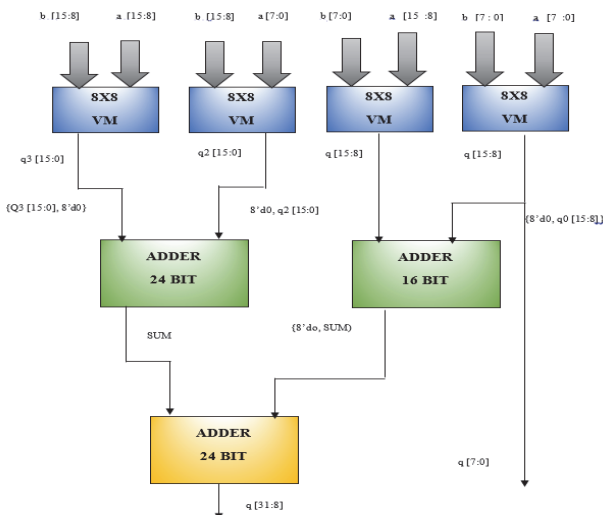 b [15:8] a [15:8] b [15:8] a [7:0] b [7:0] a [15 :8] b [7 : 0] a [7 :0]
8X8 8X8 8X8 8X8
VM VM VM VM
q3 [15:0] q2 [15:0] q [15:8] q [15:8]
{Q3 [15:0], 8'd0} 8'd0, q2 [15:0] {8'd0, q0 [15:8]}
ADDER ADDER
24 BIT 16 BIT
SUM {8'do, SUM)
ADDER
24 BIT
q [7:0]
q [31:8]